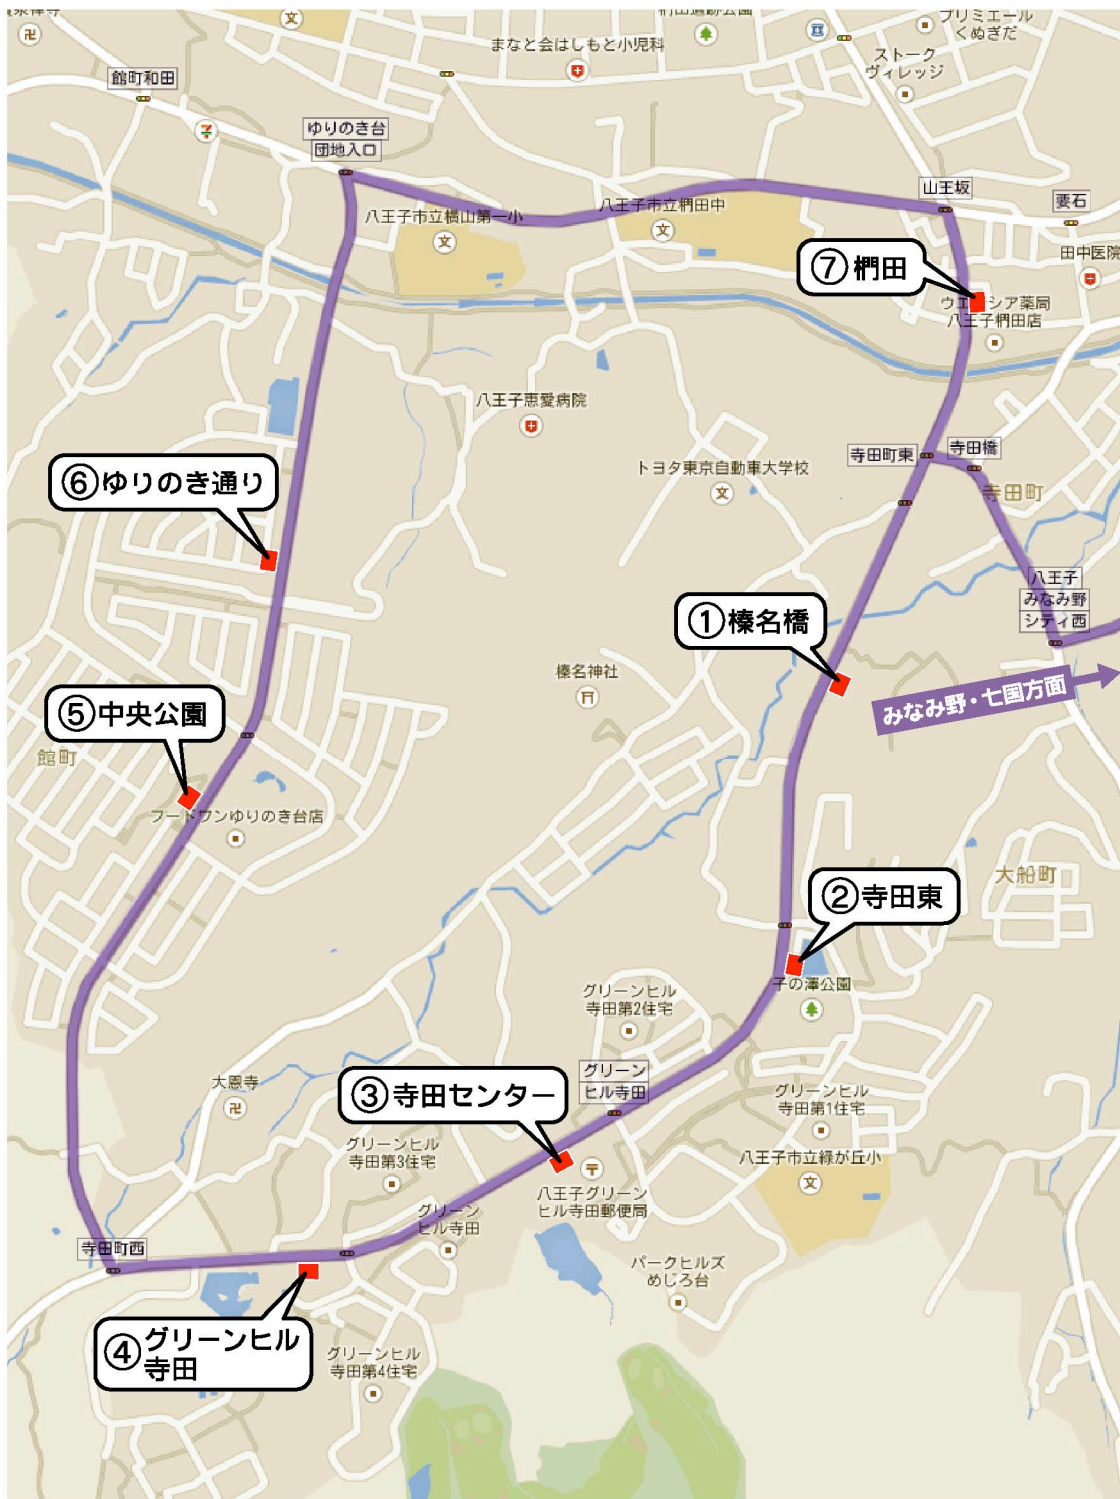 プリミエール
くぬぎだ
まなと会はしもと小児科
ストーク
ヴィレッジ
館町和田
ゆりのき台
団地入口
山王坂
八王子市立横山第一小
八王子市立椚田中
田中医院
⑦椚田
八王子椚田店
八王子恵愛病院
寺田町東
寺田橋
トヨタ東京自動車大学校
⑥ゆりのき通り
寺田町
八王子
みなみ野
シティ西
①榛名橋
榛名神社
みなみ野・七国方面
⑤中央公園
館町
フードワンゆりのき台店
大船町
②寺田東
子の澤公園
グリーンヒル
寺田第2住宅
大恩寺
③寺田センター
グリーン
ヒル寺田
グリーンヒル
寺田第1住宅
グリーンヒル
寺田第3住宅
八王子市立緑が丘小
八王子グリーン
ヒル寺田郵便局
グリーン
ヒル寺田
寺田町西
パークヒルズ
めじろ台
④グリーンヒル
寺田
グリーンヒル
寺田第4住宅